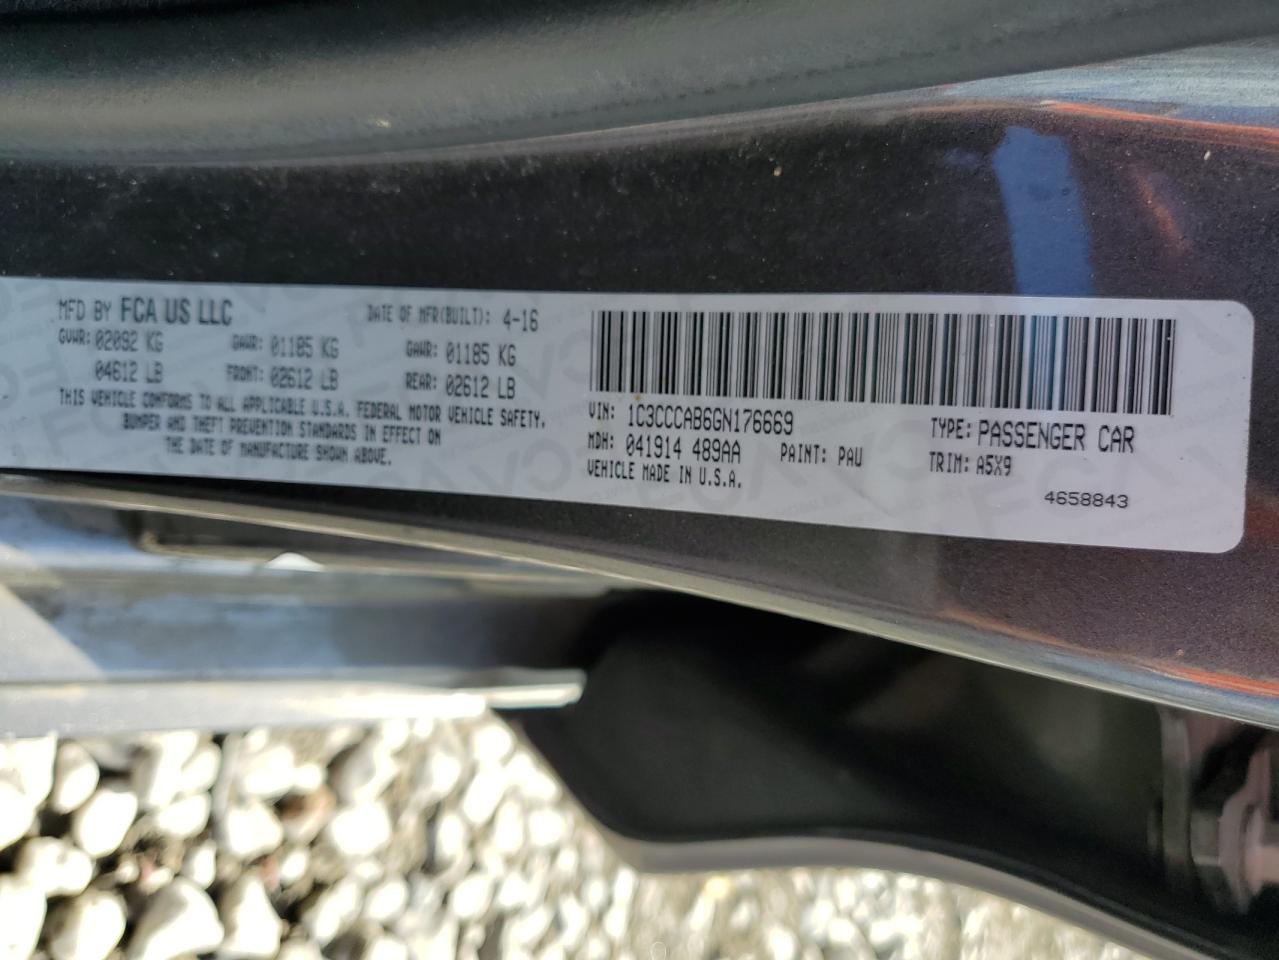 MFD BY FCA US LLC DATE OF MFR(BUILT): 4-16
GVWR: 02092 KG GAWR: 01185 KG GAWR: 01185 KG
04612 LB FRONT: 02612 LB REAR: 02612 LB
THIS VEHICLE CONFORMS TO ALL APPLICABLE U.S.A. FEDERAL MOTOR VEHICLE SAFETY,
BUMPER AND THEFT PREVENTION STANDARDS IN EFFECT ON
THE DATE OF MANUFACTURE SHOWN ABOVE.
VIN: 1C3CCCAB6GN176669 TYPE: PASSENGER CAR
MDH: 041914 489AA PAINT: PAU TRIM: A5X9
VEHICLE MADE IN U.S.A.
4658843